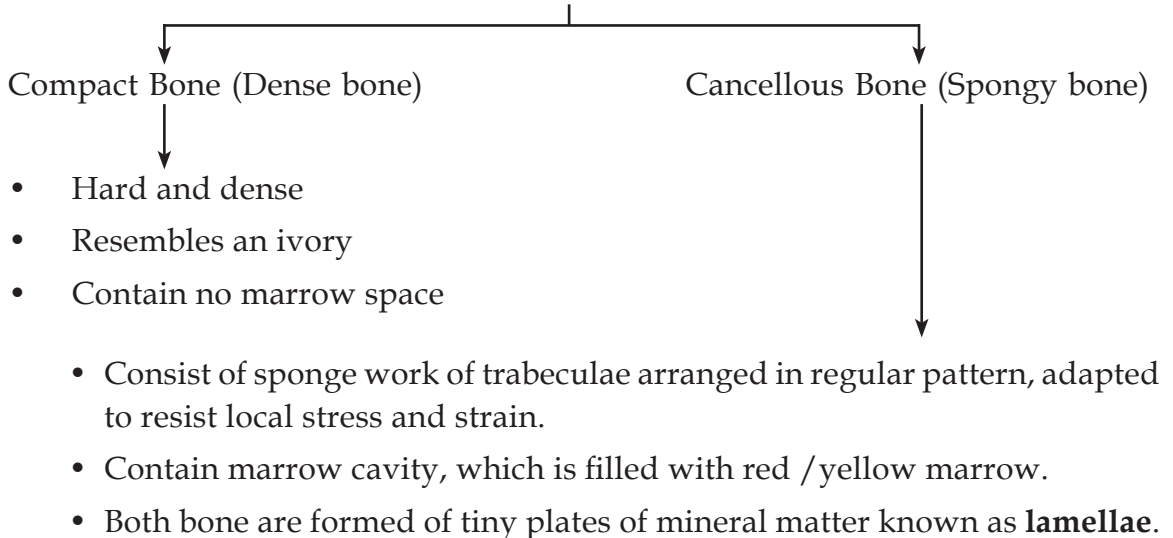 Compact Bone (Dense bone)
Cancellous Bone (Spongy bone)
• Hard and dense
• Resembles an ivory
• Contain no marrow space
• Consist of sponge work of trabeculae arranged in regular pattern, adapted
to resist local stress and strain.
• Contain marrow cavity, which is filled with red /yellow marrow.
• Both bone are formed of tiny plates of mineral matter known as lamellae.